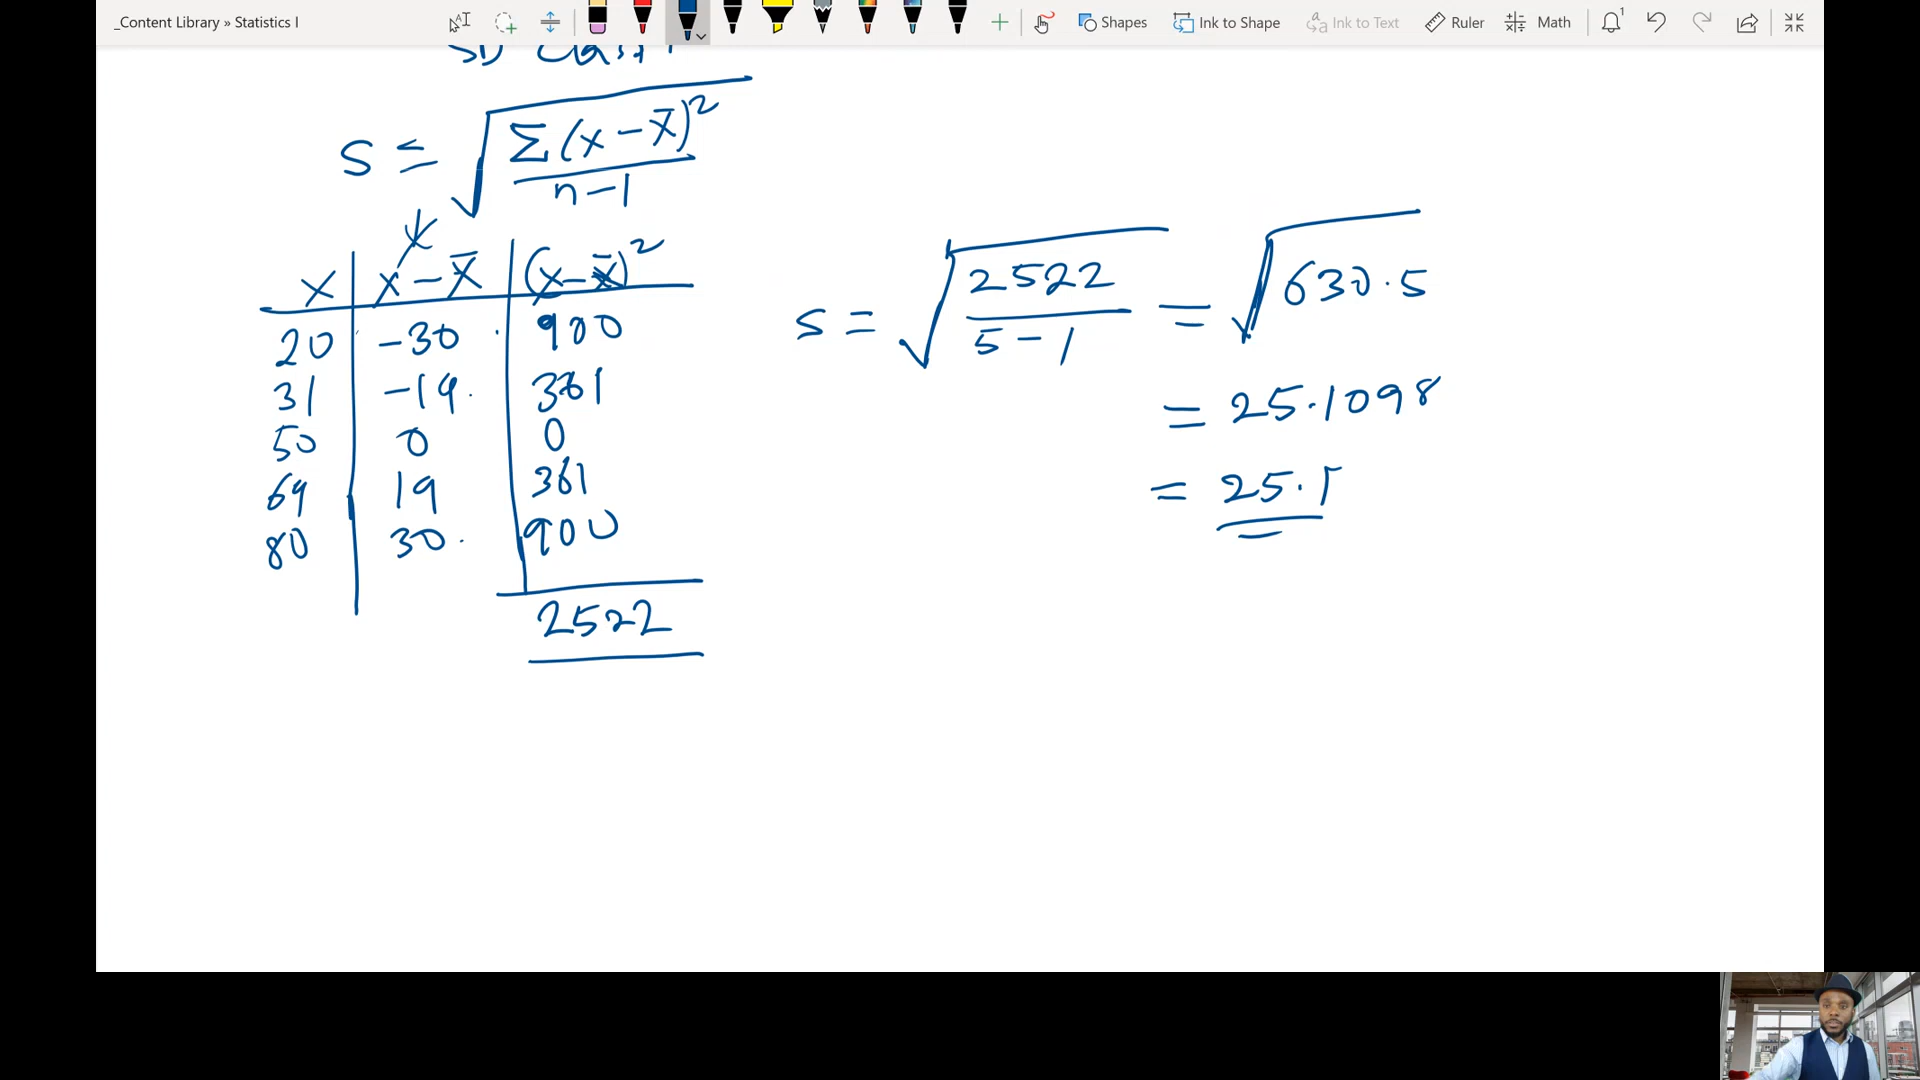 _Content Library » Statistics I
Shapes Ink to Shape Ink to Text Ruler Math 1
SD
S = √ Σ (x - x̄)² / n - 1
x | x - x̄ | (x - x̄)²
20 | -30 | 900
31 | -19 | 361
50 | 0 | 0
69 | 19 | 361
80 | 30 | 900
2522
s = √ 2522 / 5 - 1 = √ 630.5
= 25.1098
= 25.1